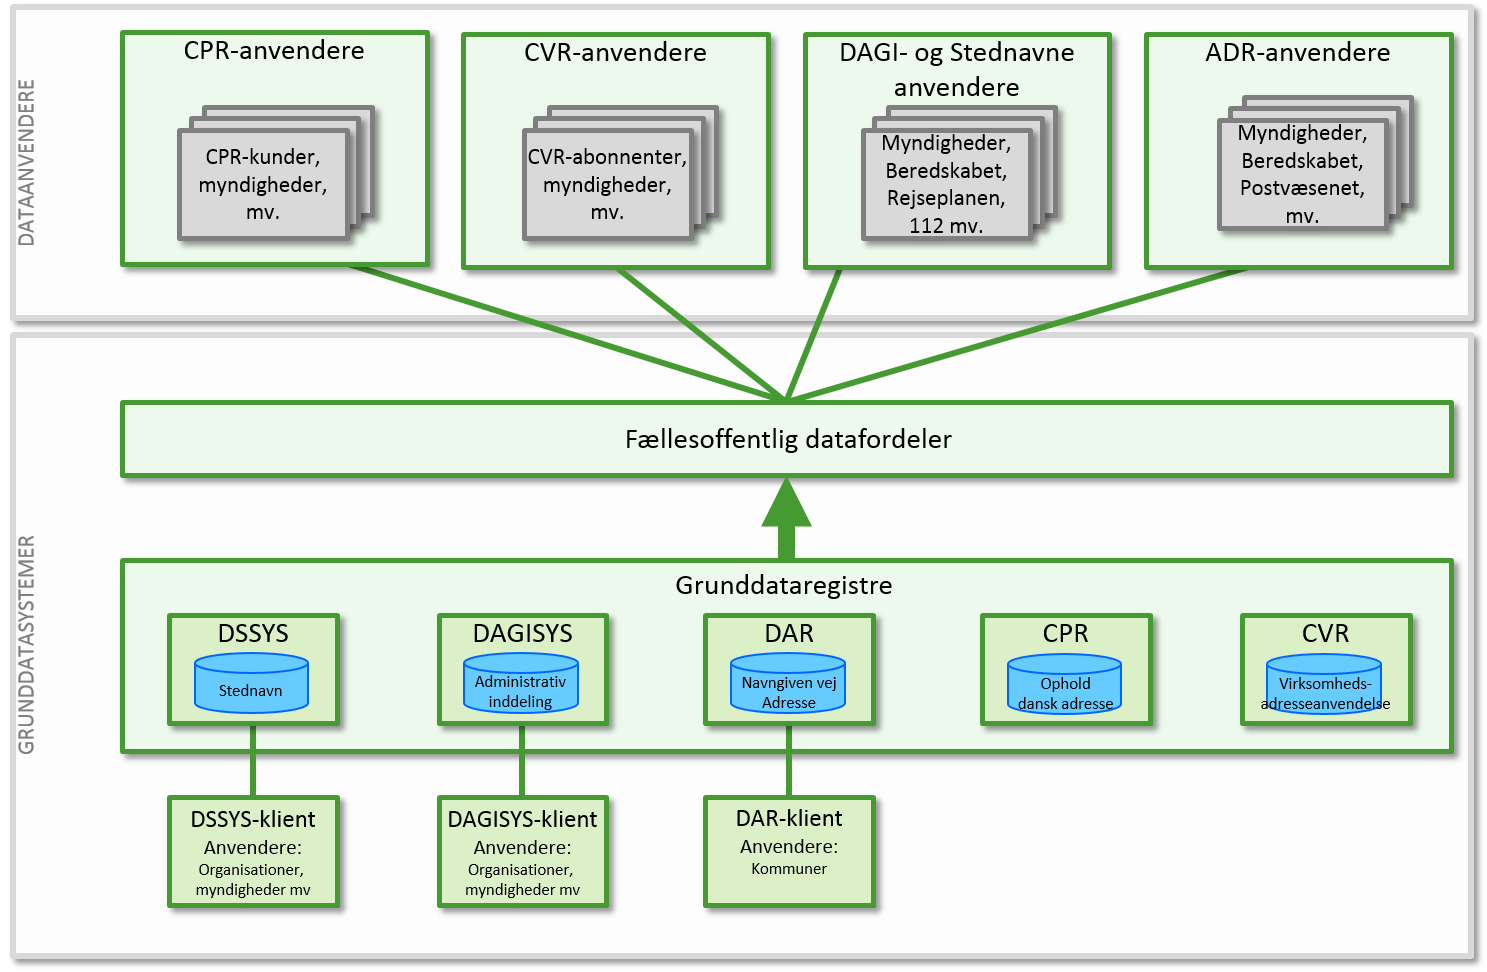 DATAANVENDERE
CPR-anvendere
CPR-kunder,
myndigheder,
mv.
CVR-anvendere
CVR-abonnenter,
myndigheder,
mv.
DAGI- og Stednavne
anvendere
Myndigheder,
Beredskabet,
Rejseplanen,
112 mv.
ADR-anvendere
Myndigheder,
Beredskabet,
Postvæsenet,
mv.
GRUNDDATASYSTEMER
Fællesoffentlig datafordeler
Grunddataregistre
DSSYS
Stednavn
DAGISYS
Administrativ
inddeling
DAR
Navngiven vej
Adresse
CPR
Ophold
dansk adresse
CVR
Virksomheds-
adresseanvendelse
DSSYS-klient
Anvendere:
Organisationer,
myndigheder mv
DAGISYS-klient
Anvendere:
Organisationer,
myndigheder mv
DAR-klient
Anvendere:
Kommuner